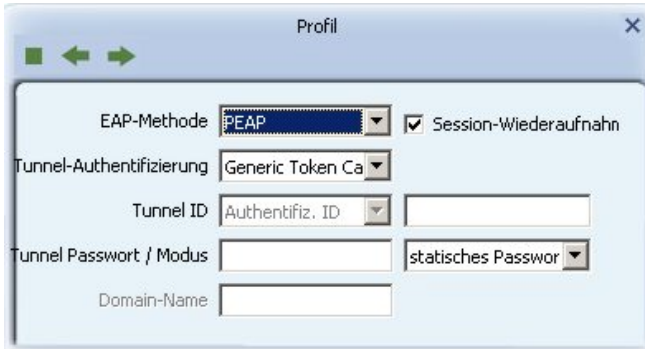 Profil
EAP-Methode PEAP Session-Wiederaufnahn
Tunnel-Authentifizierung Generic Token Ca
Tunnel ID Authentifiz. ID
Tunnel Passwort / Modus statisches Passwor
Domain-Name